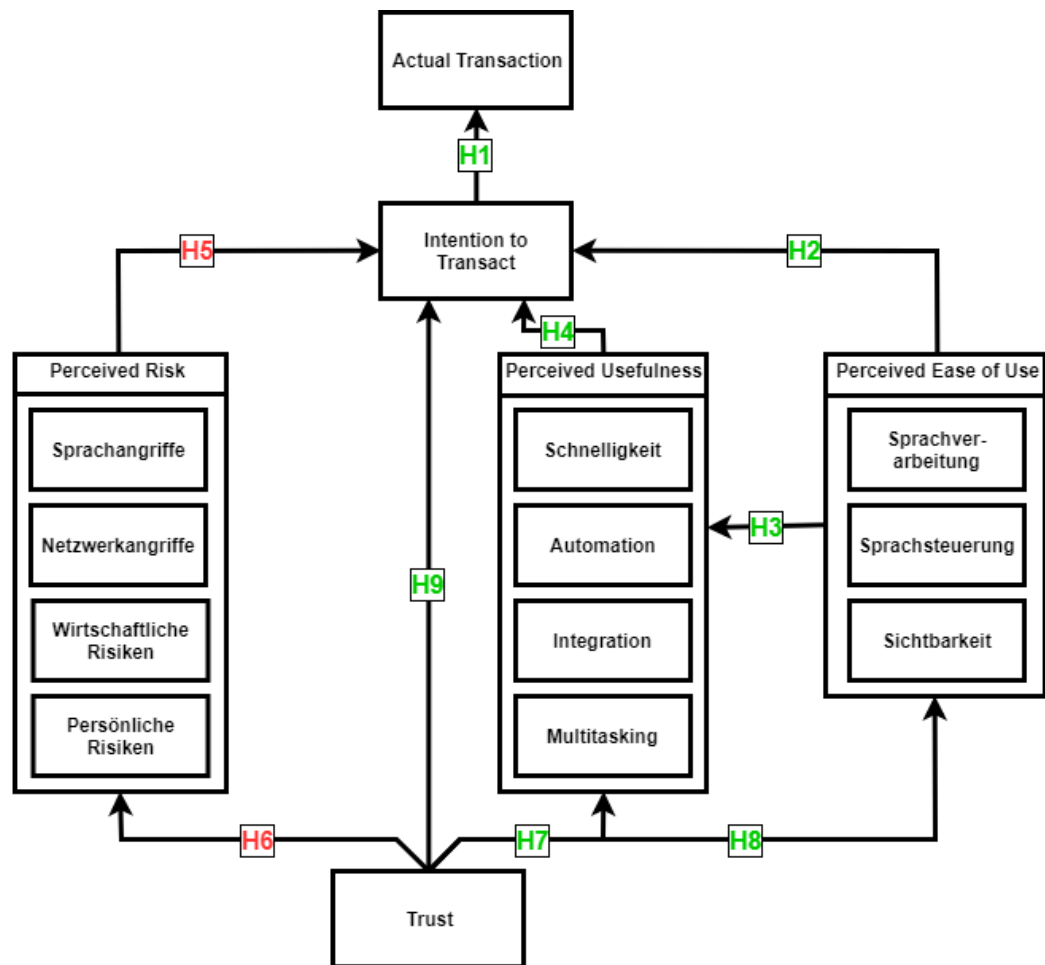 Actual Transaction
H1
Intention to
Transact
H5
H2
H4
Perceived Risk
Sprachangriffe
Netzwerkangriffe
Wirtschaftliche
Risiken
Persönliche
Risiken
H9
Perceived Usefulness
Schnelligkeit
Automation
Integration
Multitasking
H3
Perceived Ease of Use
Sprachver-
arbeitung
Sprachsteuerung
Sichtbarkeit
H6
H7
H8
Trust